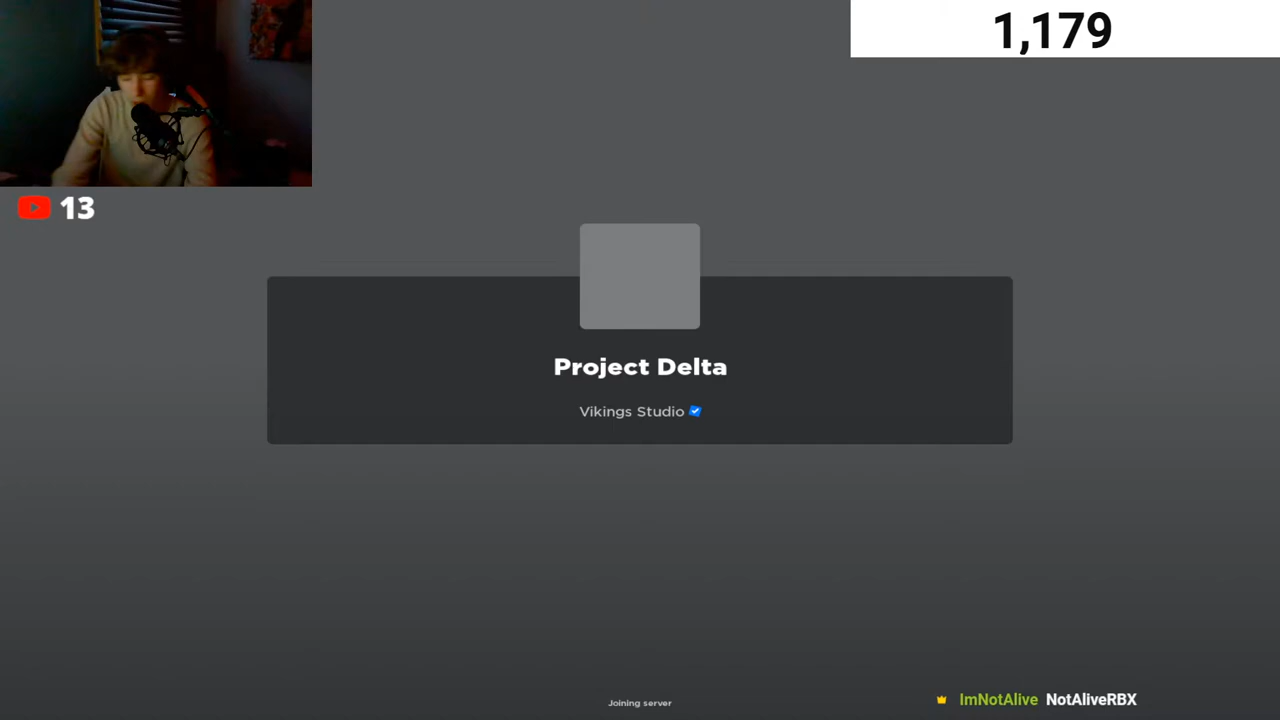 1,179
13
Project Delta
Vikings Studio
Joining server
ImNotAlive NotAliveRBX